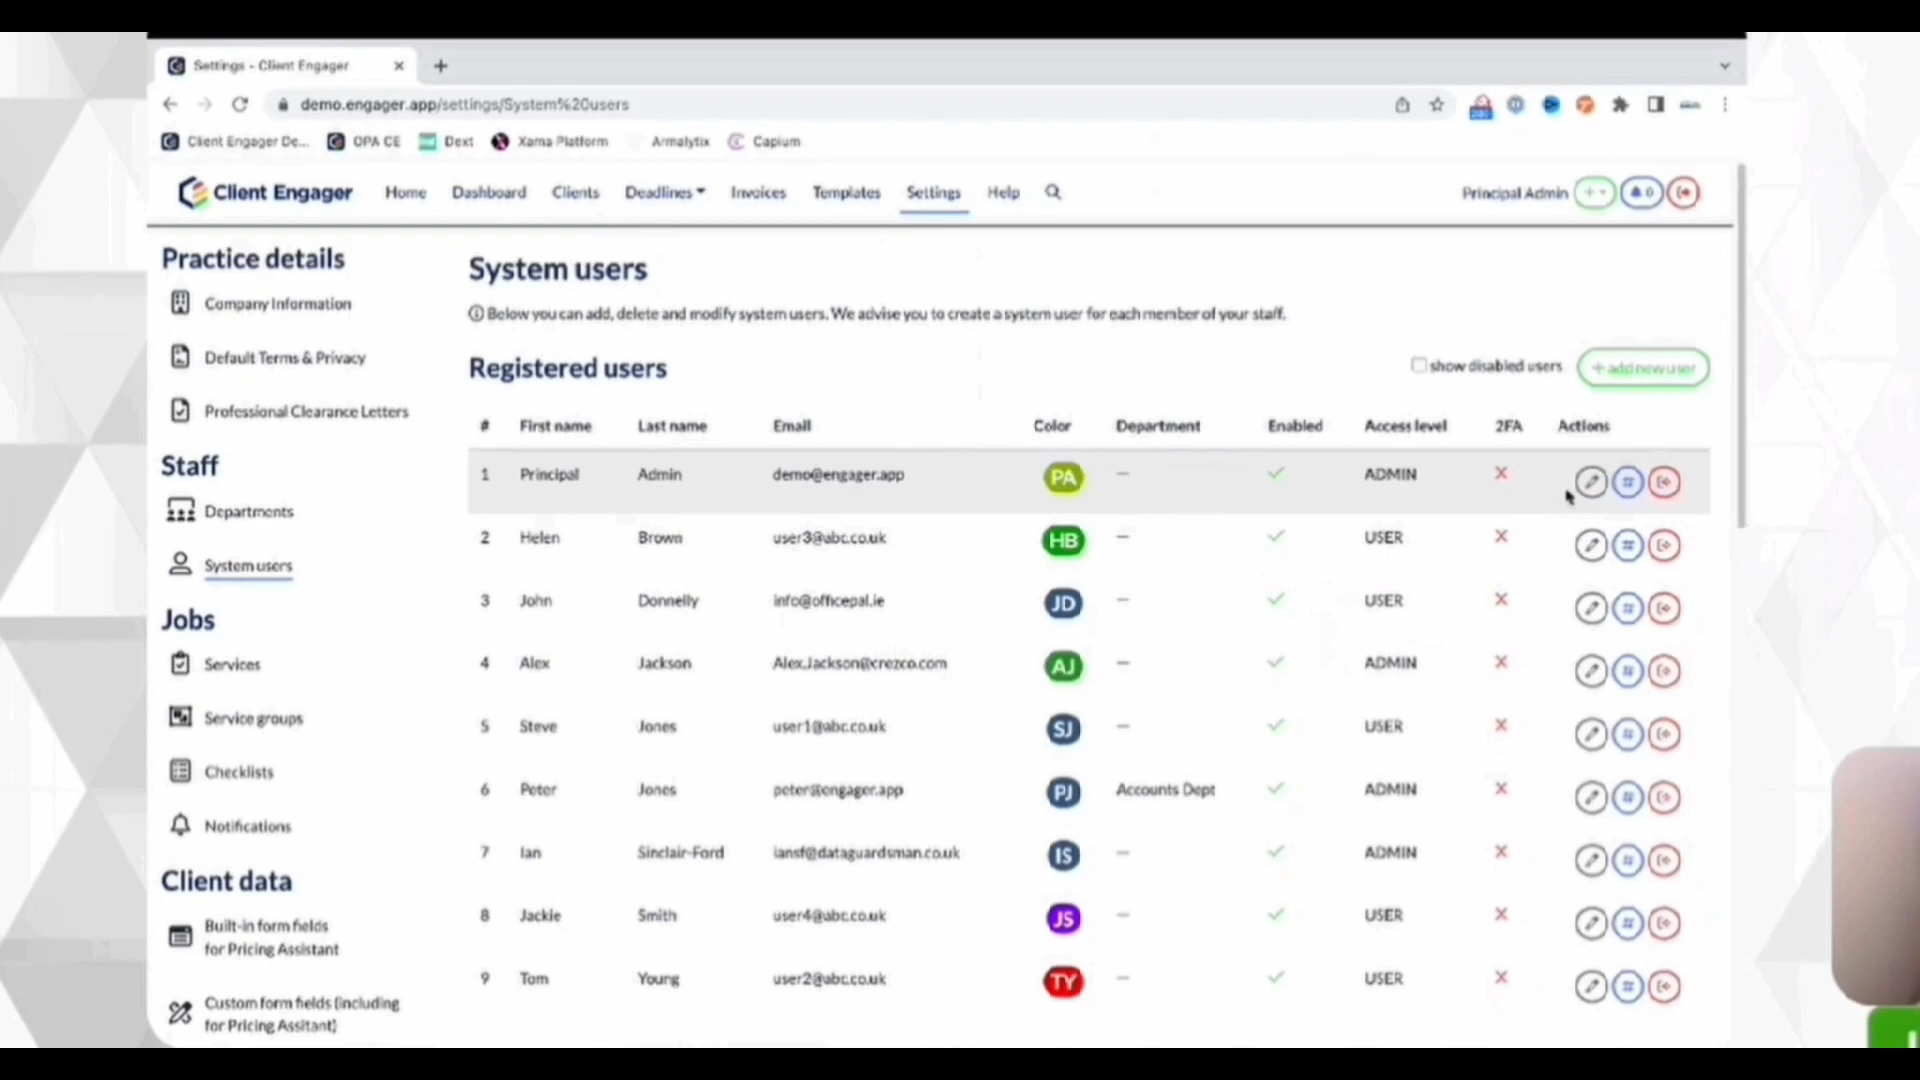 Settings - Client Engager
demo.engager.app/settings/System%20users
Client Engager De... OPA CE Dext Xama Platform Armalytix Capium
Client Engager Home Dashboard Clients Deadlines Invoices Templates Settings Help Principal Admin 0
Practice details
Company Information
Default Terms & Privacy
Professional Clearance Letters
Staff
Departments
System users
Jobs
Services
Service groups
Checklists
Notifications
Client data
Built-in form fields
for Pricing Assistant
Custom form fields (including
for Pricing Assitant)
System users
Below you can add, delete and modify system users. We advise you to create a system user for each member of your staff.
Registered users show disabled users + add new user
# First name Last name Email Color Department Enabled Access level 2FA Actions
1 Principal Admin demo@engager.app PA — ADMIN
2 Helen Brown user3@abc.co.uk HB — USER
3 John Donnelly info@officepal.ie JD — USER
4 Alex Jackson Alex.Jackson@crezco.com AJ — ADMIN
5 Steve Jones user1@abc.co.uk SJ — USER
6 Peter Jones peter@engager.app PJ Accounts Dept ADMIN
7 Ian Sinclair-Ford iansf@dataguardsman.co.uk IS — ADMIN
8 Jackie Smith user4@abc.co.uk JS — USER
9 Tom Young user2@abc.co.uk TY — USER